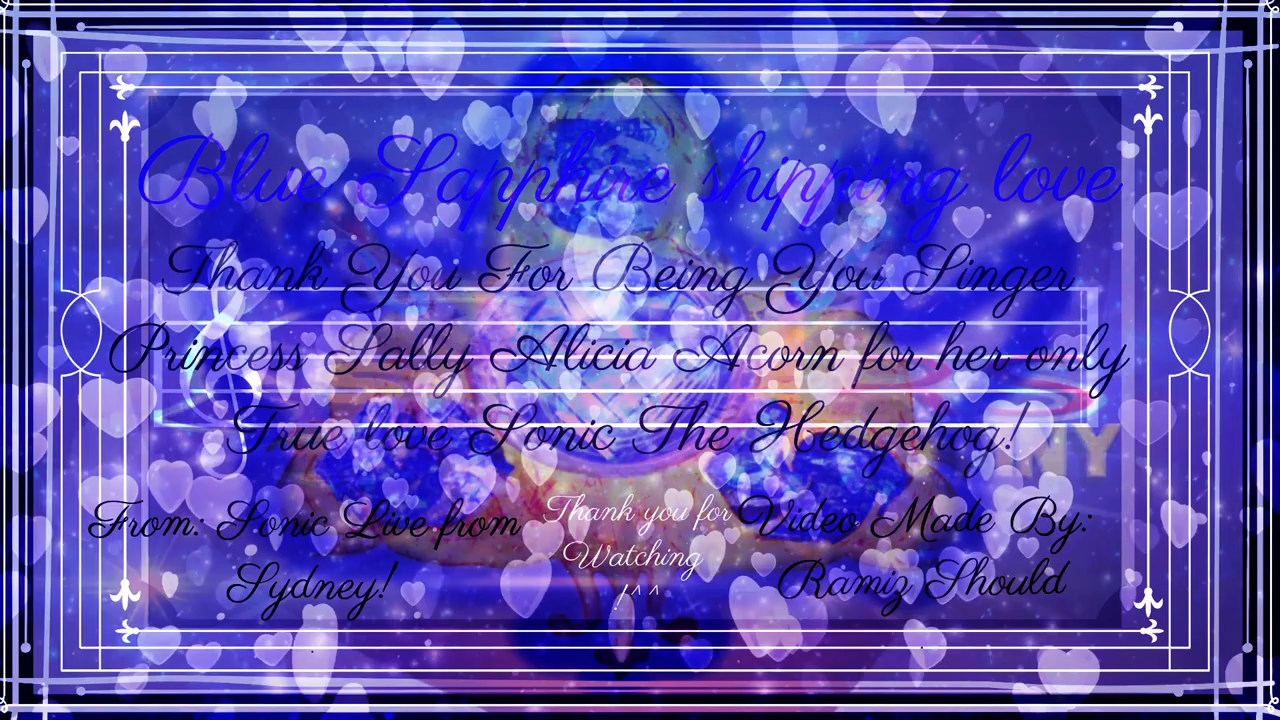 Blue Sapphire shipping love
Thank You For Being You Singer
Princess Sally Alicia Acorn for her only
True love Sonic The Hedgehog!
From: Sonic Live from
Sydney!
Thank you for
Watching
!^^
Video Made By:
Ramiz Should
NY